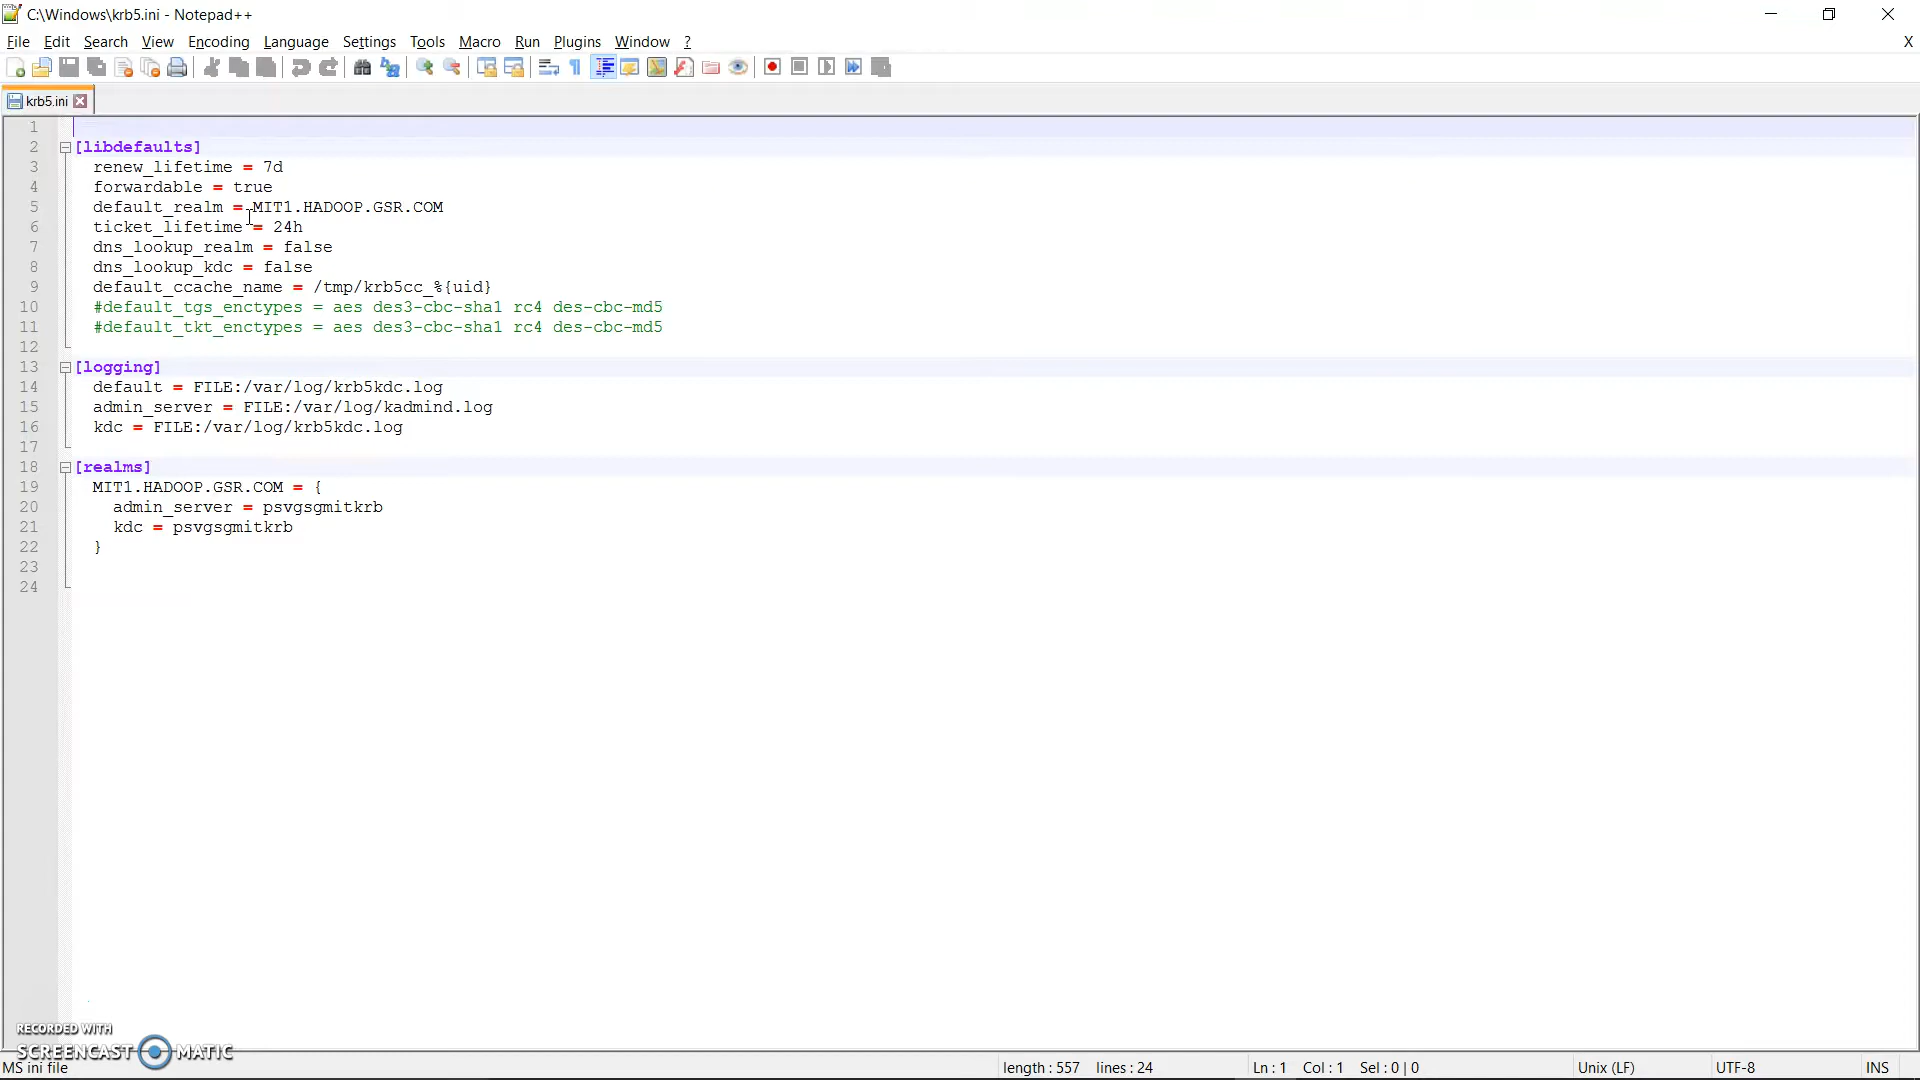 C:\Windows\krb5.ini - Notepad++
File Edit Search View Encoding Language Settings Tools Macro Run Plugins Window ? X
krb5.ini
1
2 [libdefaults]
3 renew_lifetime = 7d
4 forwardable = true
5 default_realm = MIT1.HADOOP.GSR.COM
6 ticket_lifetime = 24h
7 dns_lookup_realm = false
8 dns_lookup_kdc = false
9 default_ccache_name = /tmp/krb5cc_%{uid}
10 #default_tgs_enctypes = aes des3-cbc-sha1 rc4 des-cbc-md5
11 #default_tkt_enctypes = aes des3-cbc-sha1 rc4 des-cbc-md5
12
13 [logging]
14 default = FILE:/var/log/krb5kdc.log
15 admin_server = FILE:/var/log/kadmind.log
16 kdc = FILE:/var/log/krb5kdc.log
17
18 [realms]
19 MIT1.HADOOP.GSR.COM = {
20 admin_server = psvgsgmitkrb
21 kdc = psvgsgmitkrb
22 }
23
24
RECORDED WITH
SCREENCAST MATIC
MS ini file length : 557 lines : 24 Ln : 1 Col : 1 Sel : 0 | 0 Unix (LF) UTF-8 INS